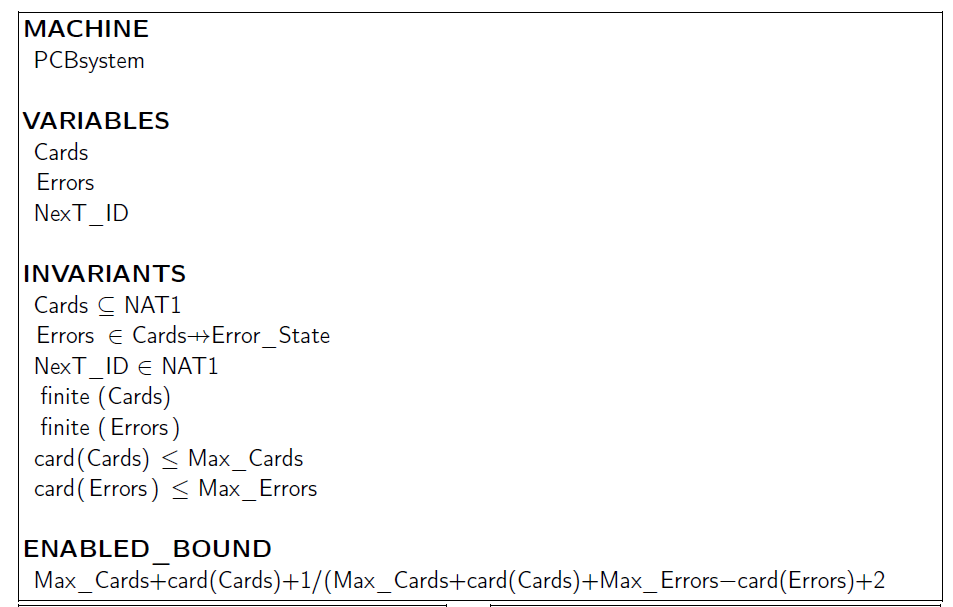 MACHINE
PCBsystem
VARIABLES
Cards
Errors
NexT_ID
INVARIANTS
Cards ⊆ NAT1
Errors ∈ Cards⇸Error_State
NexT_ID ∈ NAT1
finite (Cards)
finite (Errors)
card(Cards) ≤ Max_Cards
card(Errors) ≤ Max_Errors
ENABLED_BOUND
Max_Cards+card(Cards)+1/(Max_Cards+card(Cards)+Max_Errors−card(Errors)+2